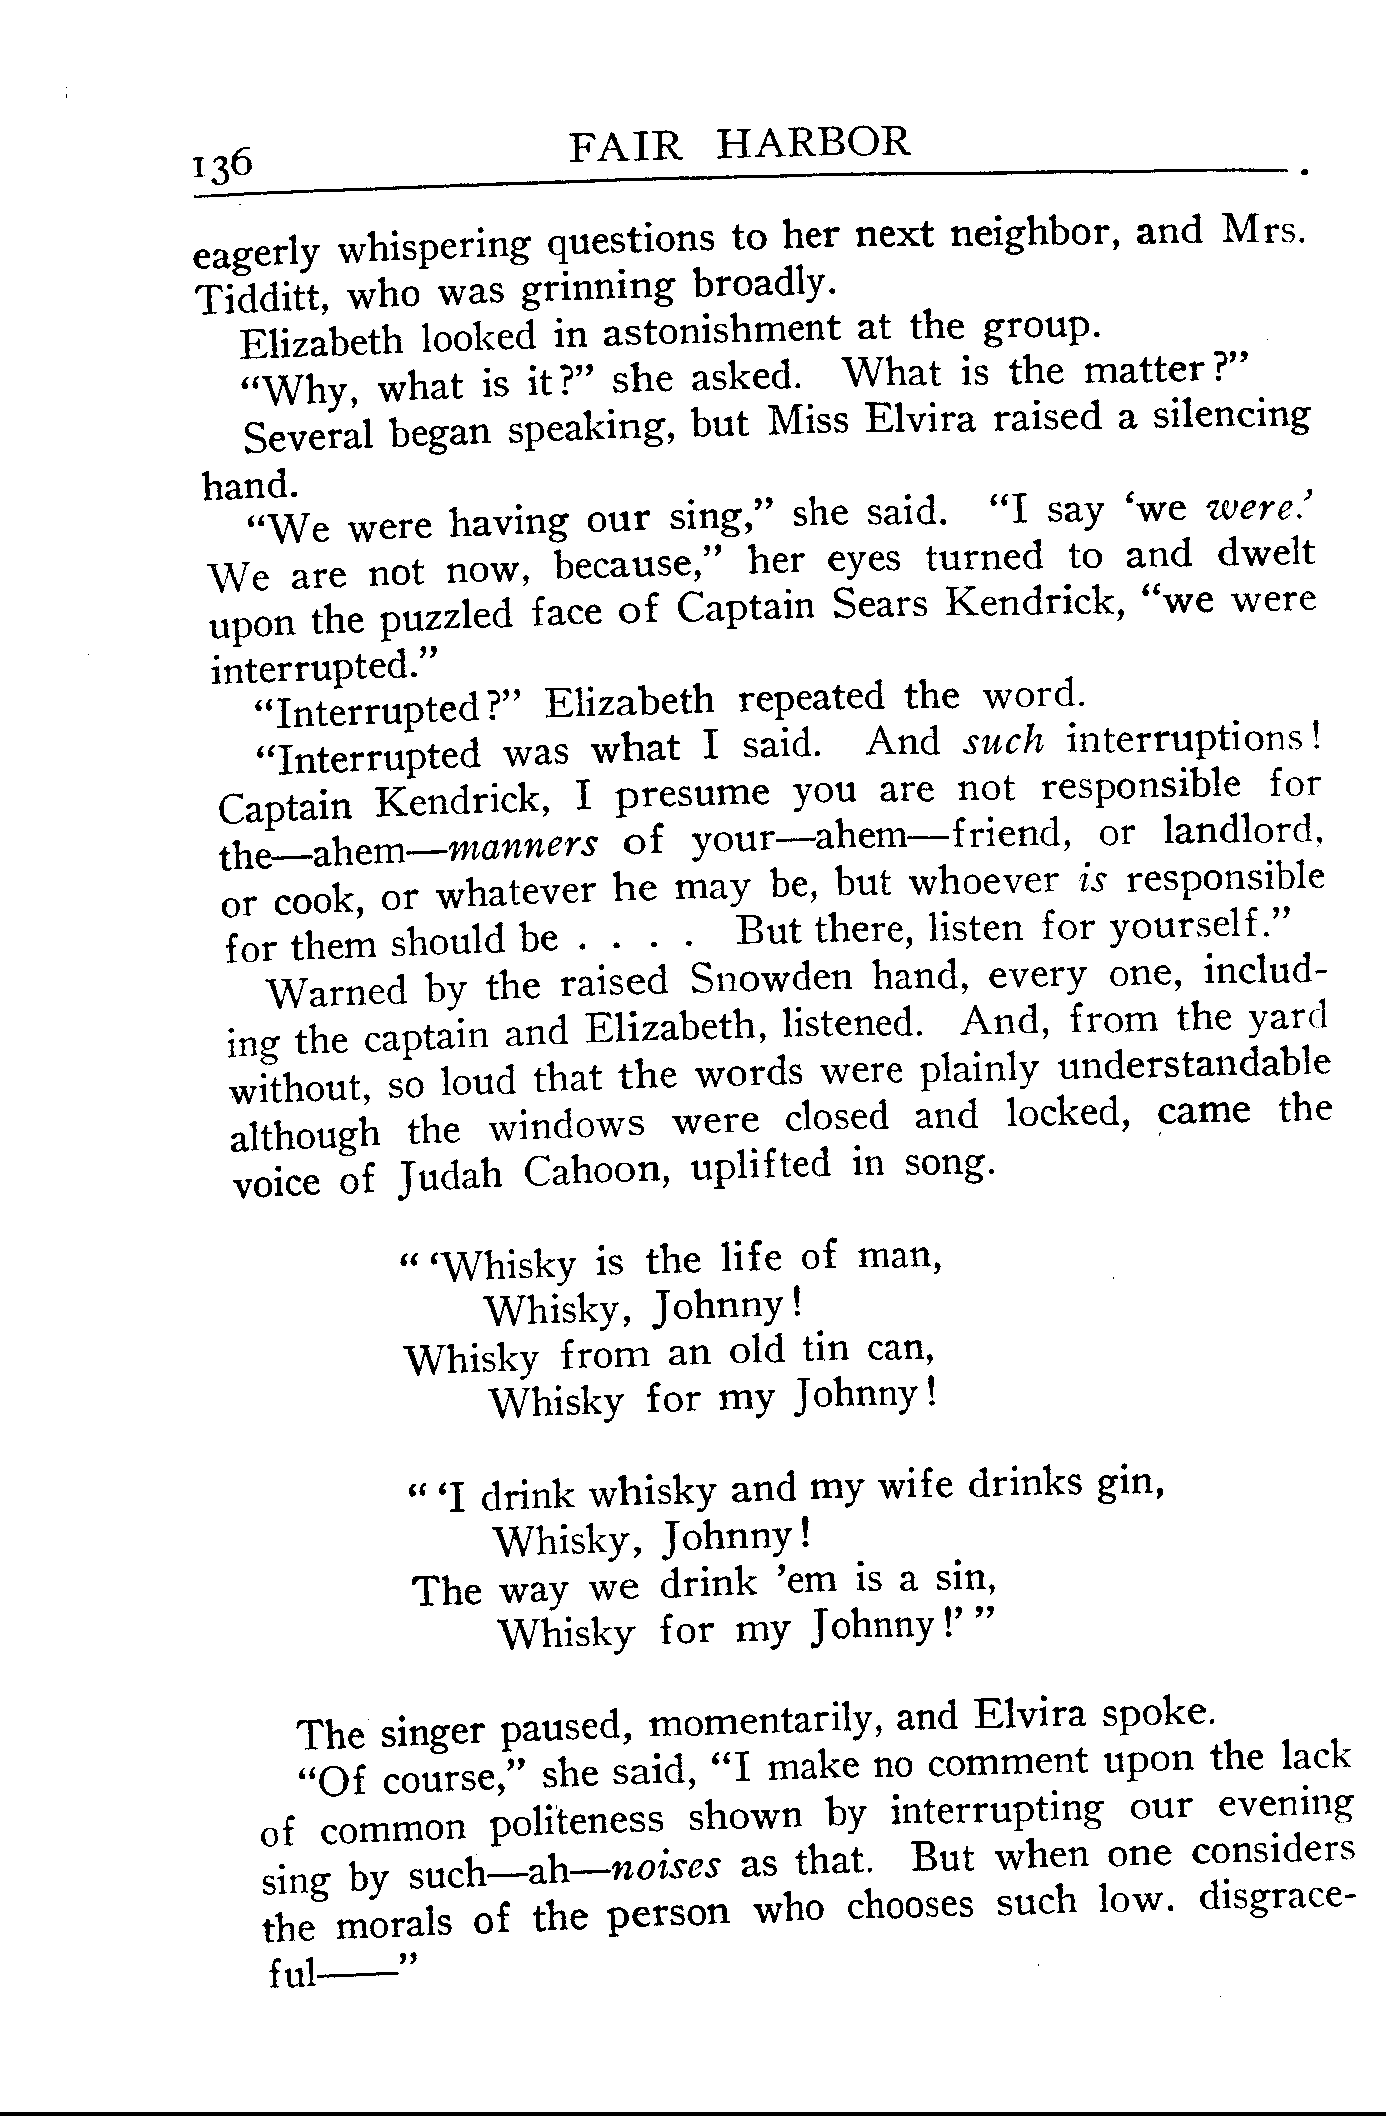 136 FAIR HARBOR
eagerly whispering questions to her next neighbor, and Mrs.
Tidditt, who was grinning broadly.
Elizabeth looked in astonishment at the group.
“Why, what is it?” she asked. What is the matter?”
Several began speaking, but Miss Elvira raised a silencing
hand.
“We were having our sing,” she said. “I say ‘we were.’
We are not now, because,” her eyes turned to and dwelt
upon the puzzled face of Captain Sears Kendrick, “we were
interrupted.”
“Interrupted?” Elizabeth repeated the word.
“Interrupted was what I said. And such interruptions!
Captain Kendrick, I presume you are not responsible for
the—ahem—manners of your—ahem—friend, or landlord,
or cook, or whatever he may be, but whoever is responsible
for them should be . . . . But there, listen for yourself.”
Warned by the raised Snowden hand, every one, includ-
ing the captain and Elizabeth, listened. And, from the yard
without, so loud that the words were plainly understandable
although the windows were closed and locked, came the
voice of Judah Cahoon, uplifted in song.
“ ‘Whisky is the life of man,
Whisky, Johnny!
Whisky from an old tin can,
Whisky for my Johnny!
“ ‘I drink whisky and my wife drinks gin,
Whisky, Johnny!
The way we drink ’em is a sin,
Whisky for my Johnny!’ ”
The singer paused, momentarily, and Elvira spoke.
“Of course,” she said, “I make no comment upon the lack
of common politeness shown by interrupting our evening
sing by such—ah—noises as that. But when one considers
the morals of the person who chooses such low. disgrace-
ful——”